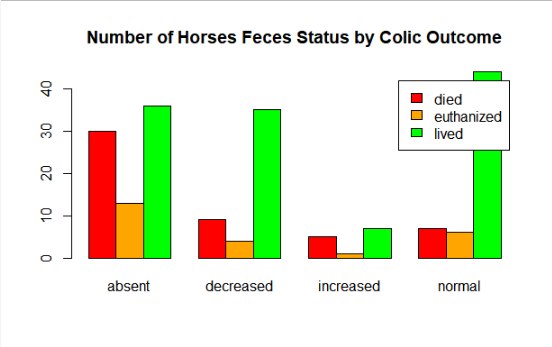 Number of Horses Feces Status by Colic Outcome
40
30
20
10
0
died
euthanized
lived
absent decreased increased normal